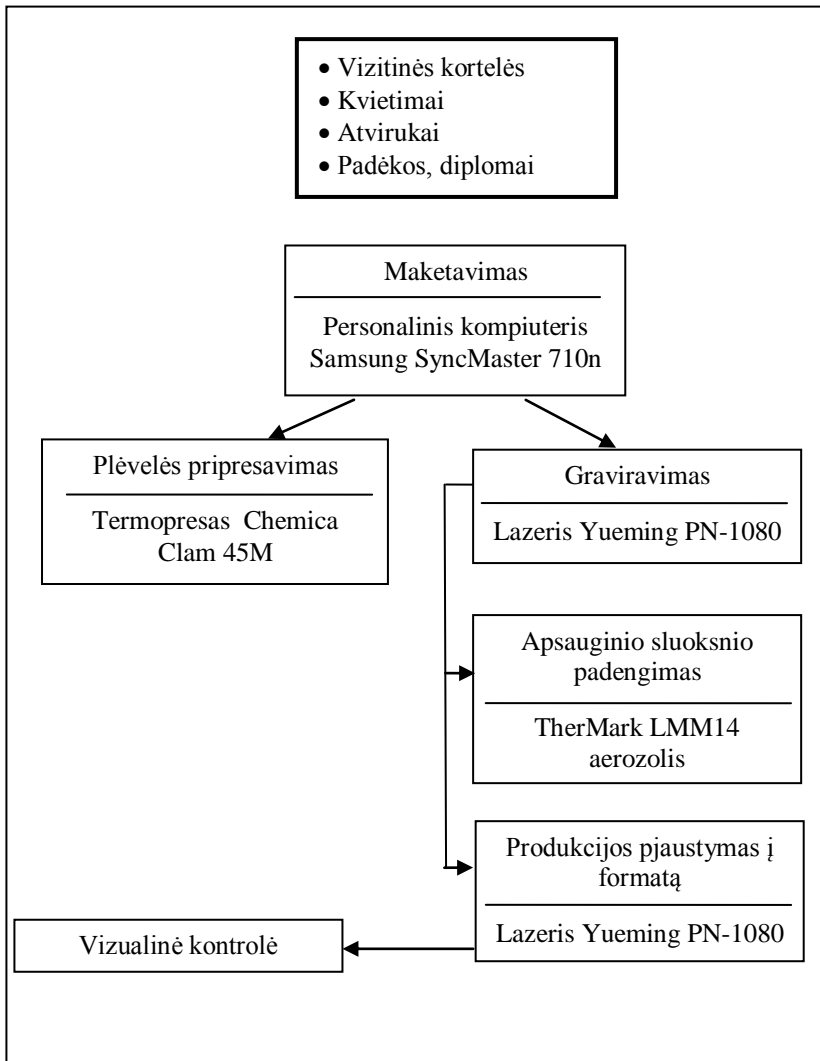 • Vizitinės kortelės
• Kvietimai
• Atvirukai
• Padėkos, diplomai
Maketavimas
Personalinis kompiuteris
Samsung SyncMaster 710n
Plėvelės pripresavimas
Termopresas Chemica
Clam 45M
Graviravimas
Lazeris Yueming PN-1080
Apsauginio sluoksnio
padengimas
TherMark LMM14
aerozolis
Produkcijos pjaustymas į
formatą
Lazeris Yueming PN-1080
Vizualinė kontrolė